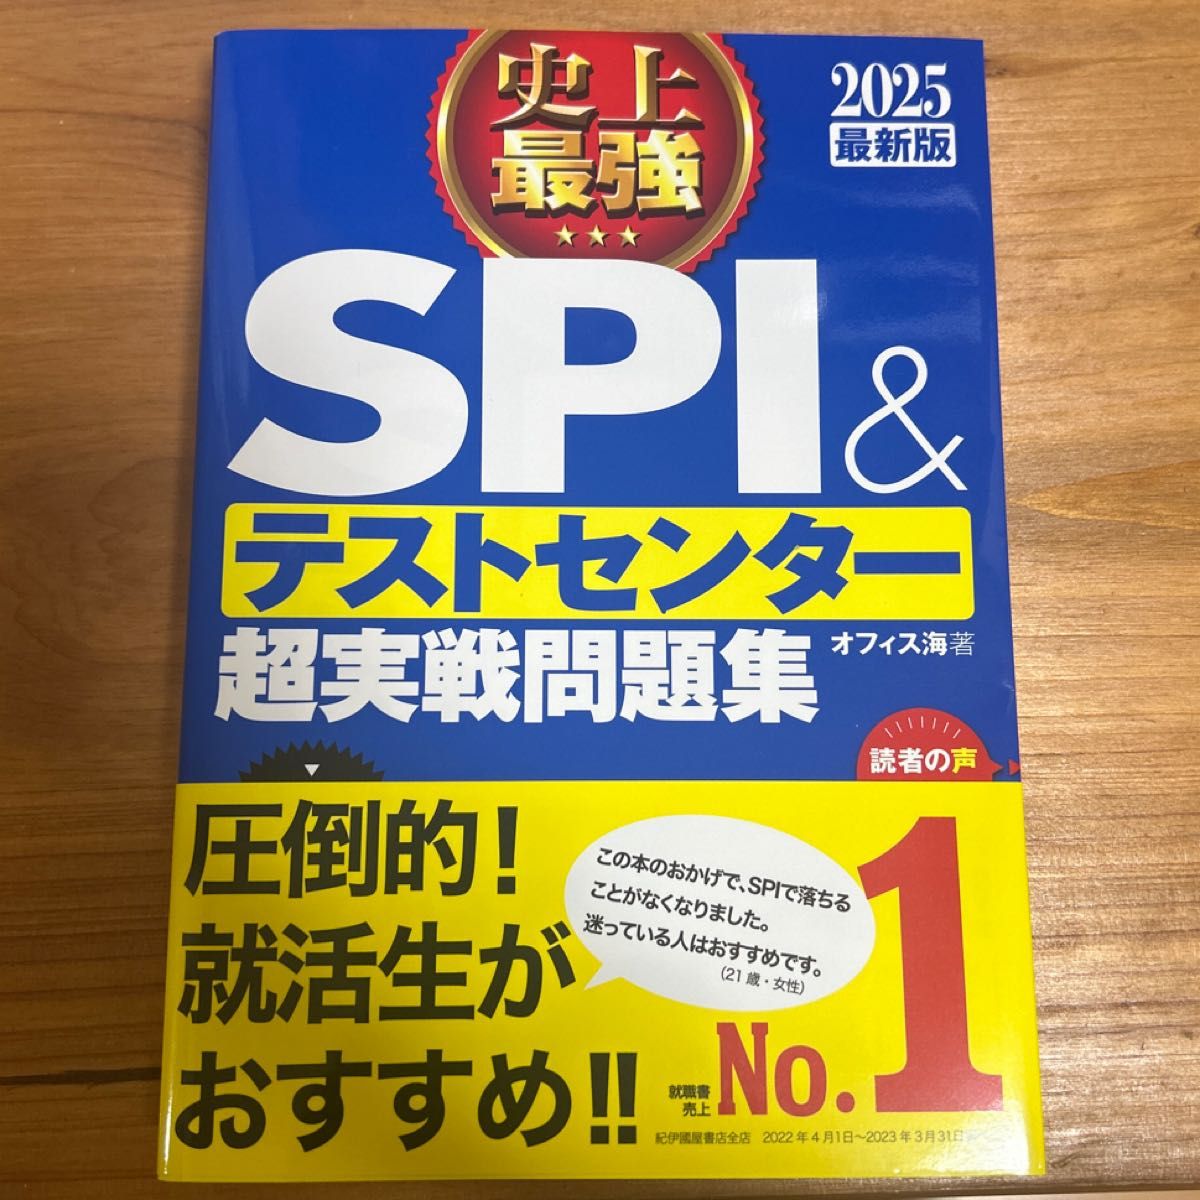 史上
最強
2025
最新版
SPI&
テストセンター
超実戦問題集
オフィス海著
読者の声
圧倒的!
就活生が
おすすめ!!
この本のおかげで、SPIで落ちる
ことがなくなりました。
迷っている人はおすすめです。
(21歳・女性)
就職書
売上
No.1
紀伊國屋書店全店 2022年4月1日~2023年3月31日